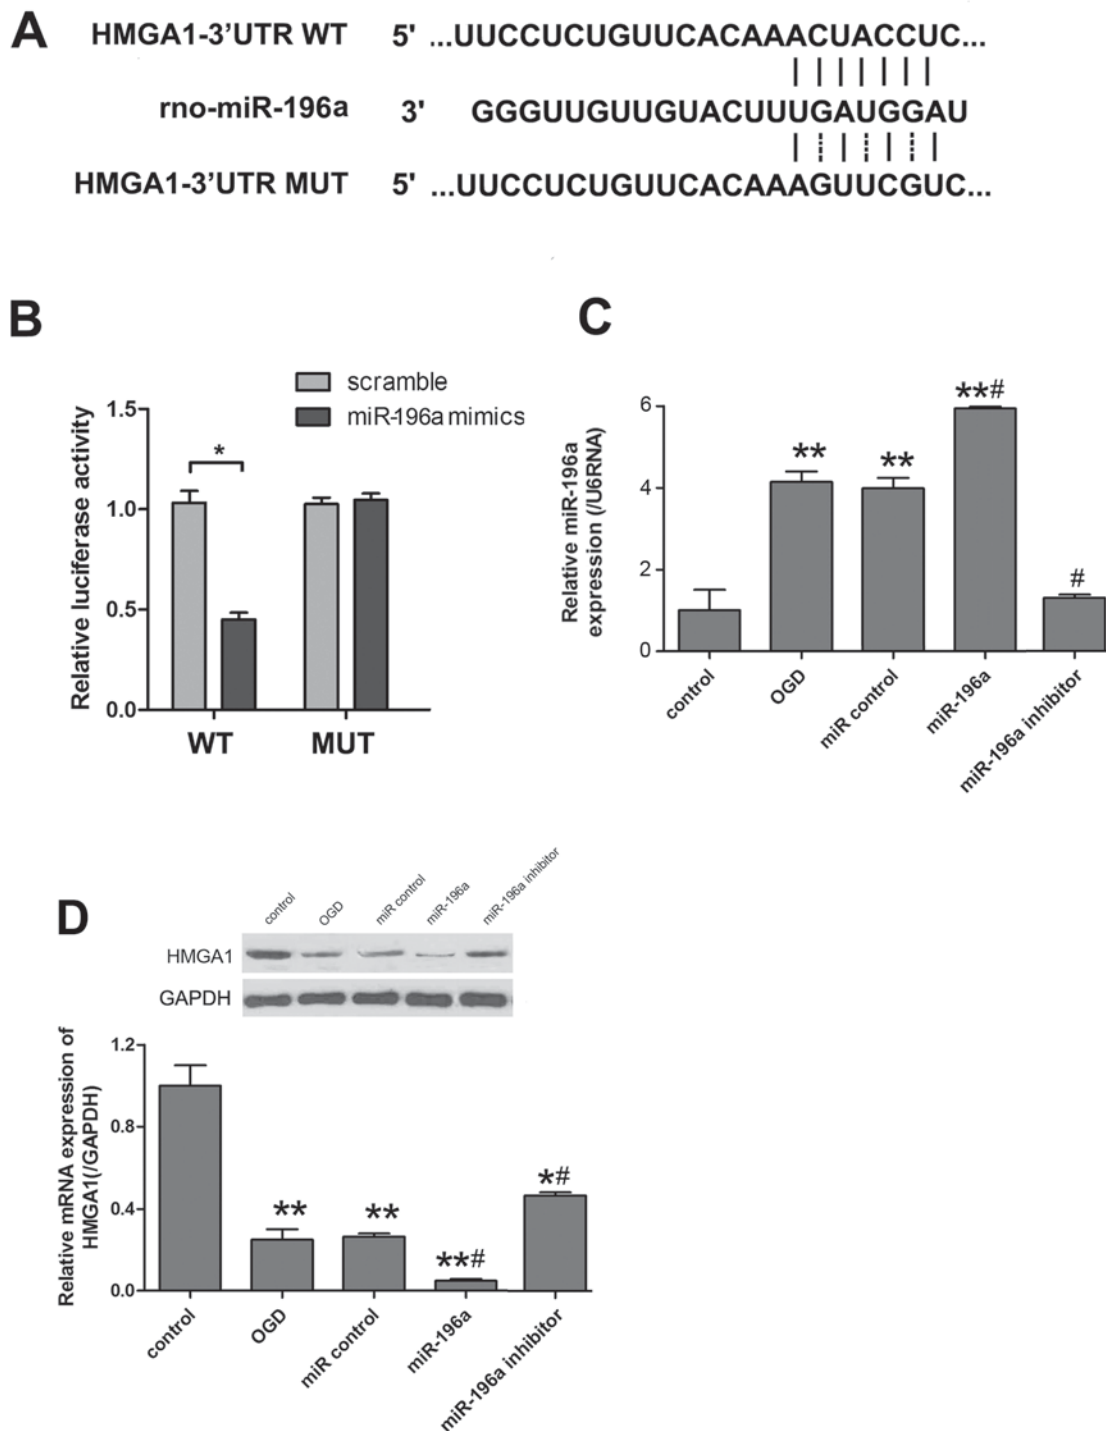 A
HMGA1-3'UTR WT 5' ...UUCCUCUGUUCACAAACUACCUC...
rno-miR-196a 3' GGGUUGUUGUACUUUGAUGGAU
HMGA1-3'UTR MUT 5' ...UUCCUCUGUUCACAAAGUUCGUC...
B
scramble
miR-196a mimics
Relative luciferase activity
1.5
1.0
0.5
0.0
*
WT MUT
C
Relative miR-196a
expression (/U6RNA)
6
4
2
0
** ** **# #
control OGD miR control miR-196a miR-196a inhibitor
D
control OGD miR control miR-196a miR-196a inhibitor
HMGA1
GAPDH
Relative mRNA expression of
HMGA1(/GAPDH)
1.2
0.8
0.4
0.0
** ** **# *#
control OGD miR control miR-196a miR-196a inhibitor